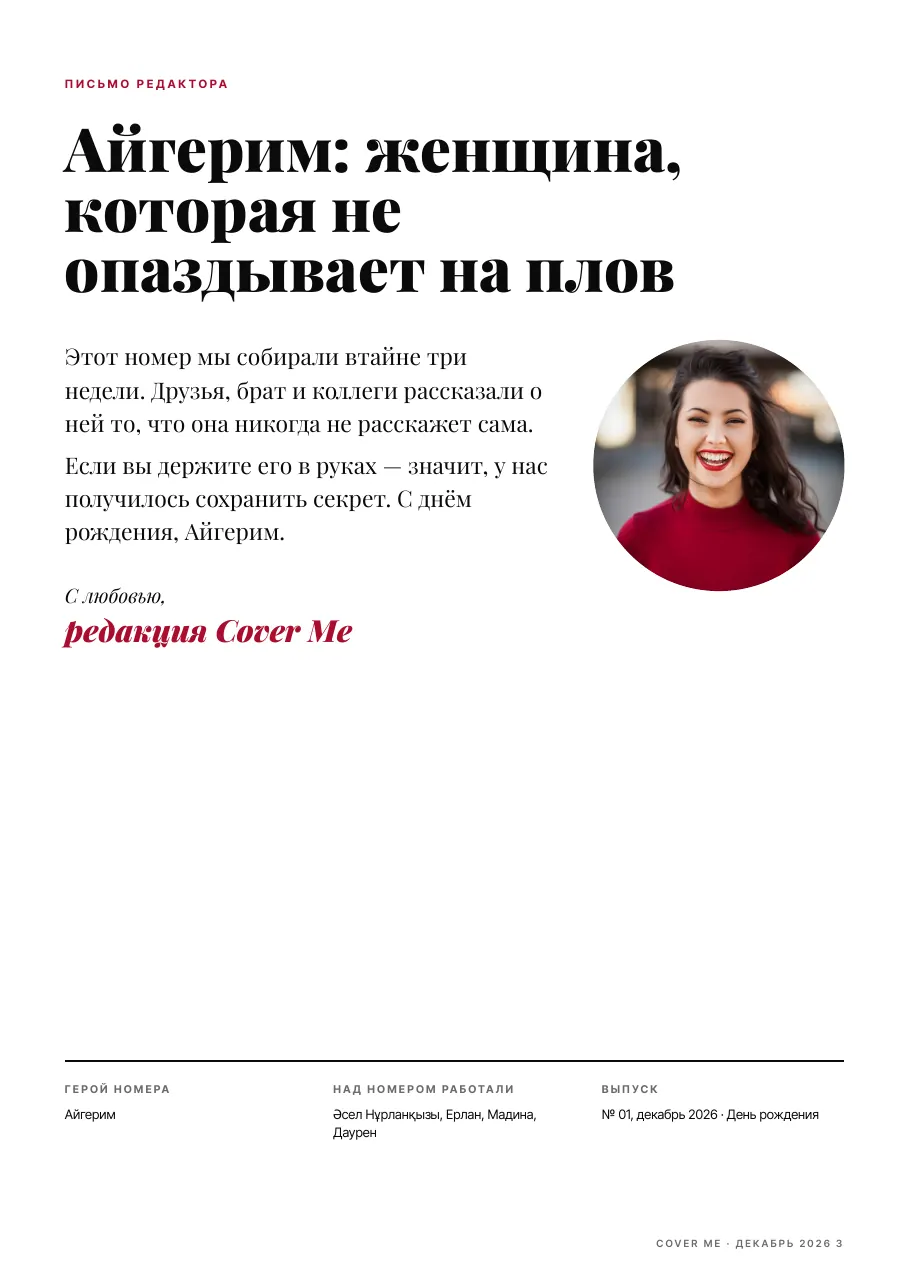 ПИСЬМО РЕДАКТОРА
Айгерим: женщина,
которая не
опаздывает на плов
Этот номер мы собирали втайне три
недели. Друзья, брат и коллеги рассказали о
ней то, что она никогда не расскажет сама.
Если вы держите его в руках — значит, у нас
получилось сохранить секрет. С днём
рождения, Айгерим.
С любовью,
редакция Cover Me
ГЕРОЙ НОМЕРА
Айгерим
НАД НОМЕРОМ РАБОТАЛИ
Әсел Нұрланқызы, Ерлан, Мадина,
Даурен
ВЫПУСК
№ 01, декабрь 2026 · День рождения
COVER ME · ДЕКАБРЬ 2026 3